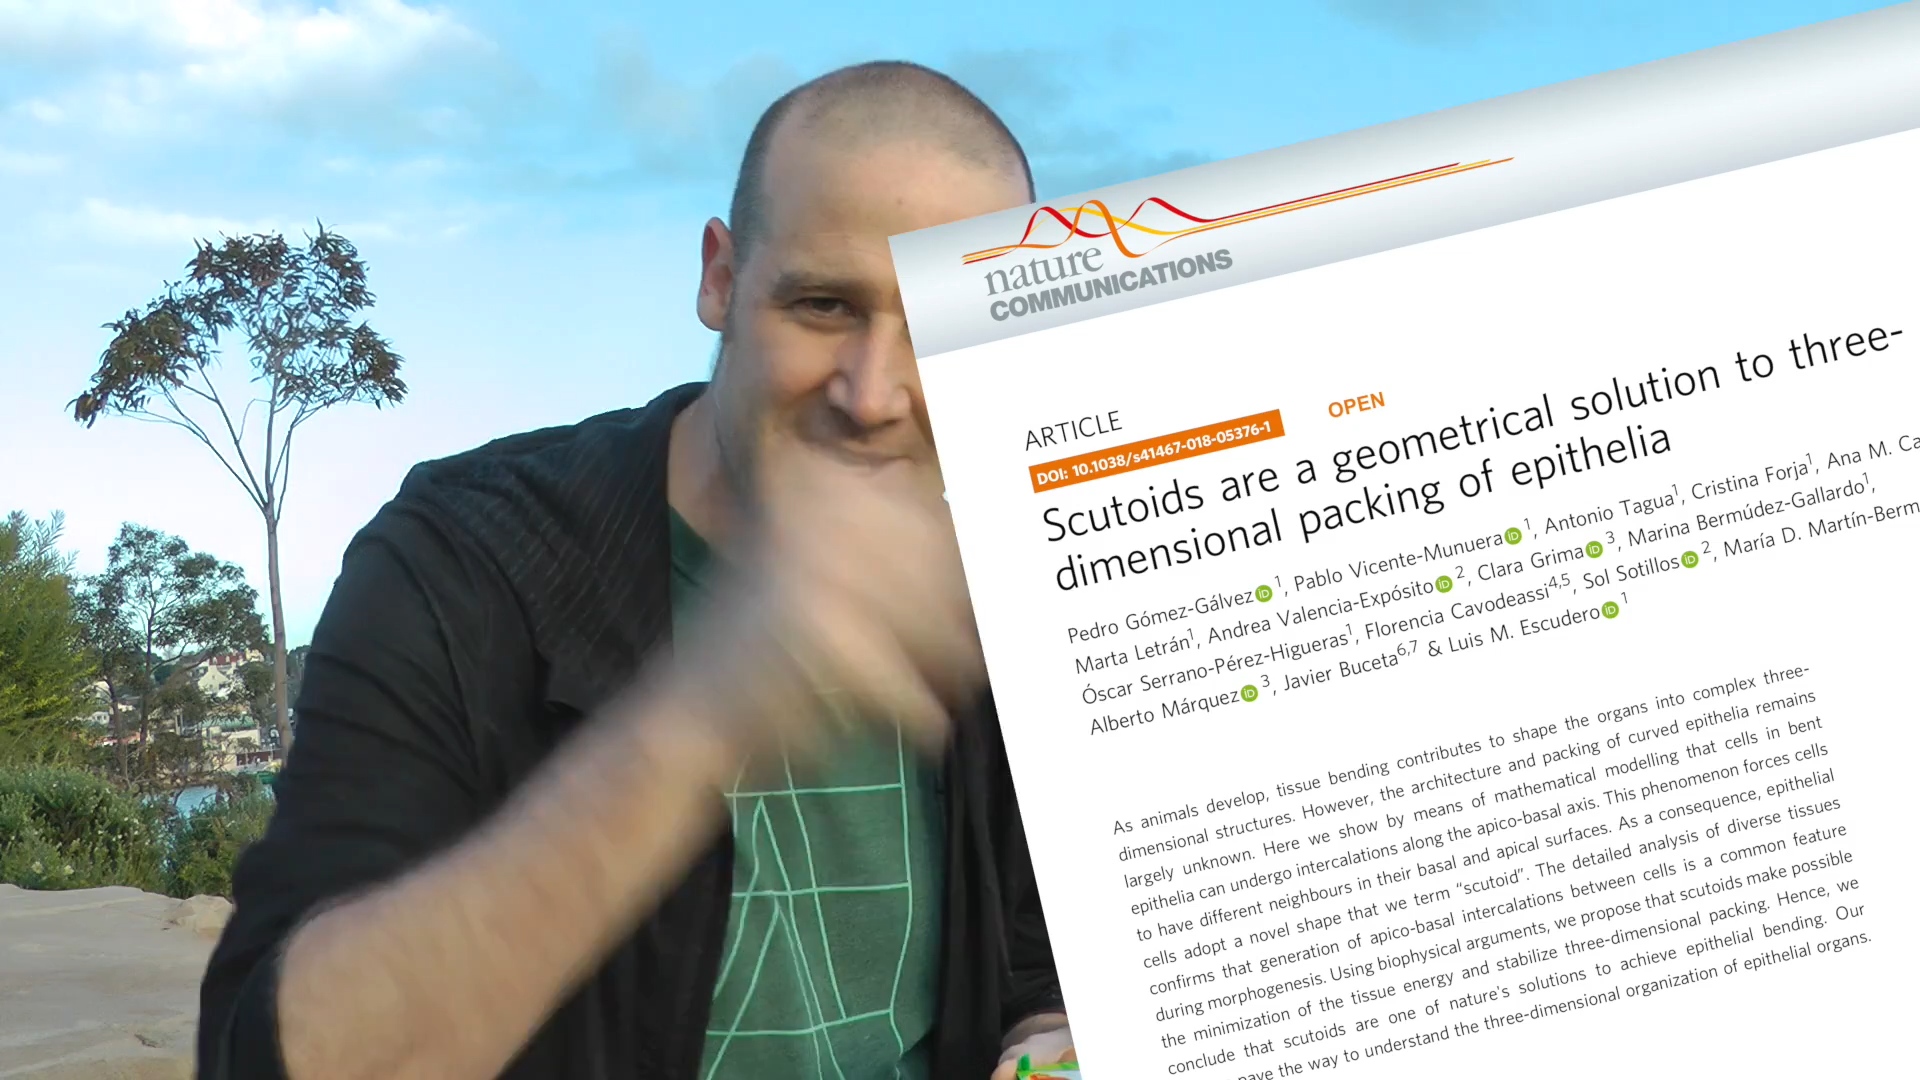 nature
COMMUNICATIONS
ARTICLE
OPEN
DOI: 10.1038/s41467-018-05376-1
Scutoids are a geometrical solution to three-
dimensional packing of epithelia
Pedro Gómez-Gálvez 1, Pablo Vicente-Munuera 1, Antonio Tagua1, Cristina Forja1, Ana M.
Marta Letrán1, Andrea Valencia-Expósito 2, Clara Grima 3, Marina Bermúdez-Gallardo1,
Óscar Serrano-Pérez-Higueras1, Florencia Cavodeassi4,5, Sol Sotillos 2, María D.
Alberto Márquez 3, Javier Buceta6,7 & Luis M. Escudero 1
As animals develop, tissue bending contributes to shape the organs into complex three-
dimensional structures. However, the architecture and packing of curved epithelia remains
largely unknown. Here we show by means of mathematical modelling that cells in bent
epithelia can undergo intercalations along the apico-basal axis. This phenomenon forces cells
to have different neighbours in their basal and apical surfaces. As a consequence, epithelial
cells adopt a novel shape that we term “scutoid”. The detailed analysis of diverse tissues
confirms that generation of apico-basal intercalations between cells is a common feature
during morphogenesis. Using biophysical arguments, we propose that scutoids make possible
the minimization of the tissue energy and stabilize three-dimensional packing. Hence, we
conclude that scutoids are one of nature's solutions to achieve epithelial bending. Our
pave the way to understand the three-dimensional organization of epithelial organs.